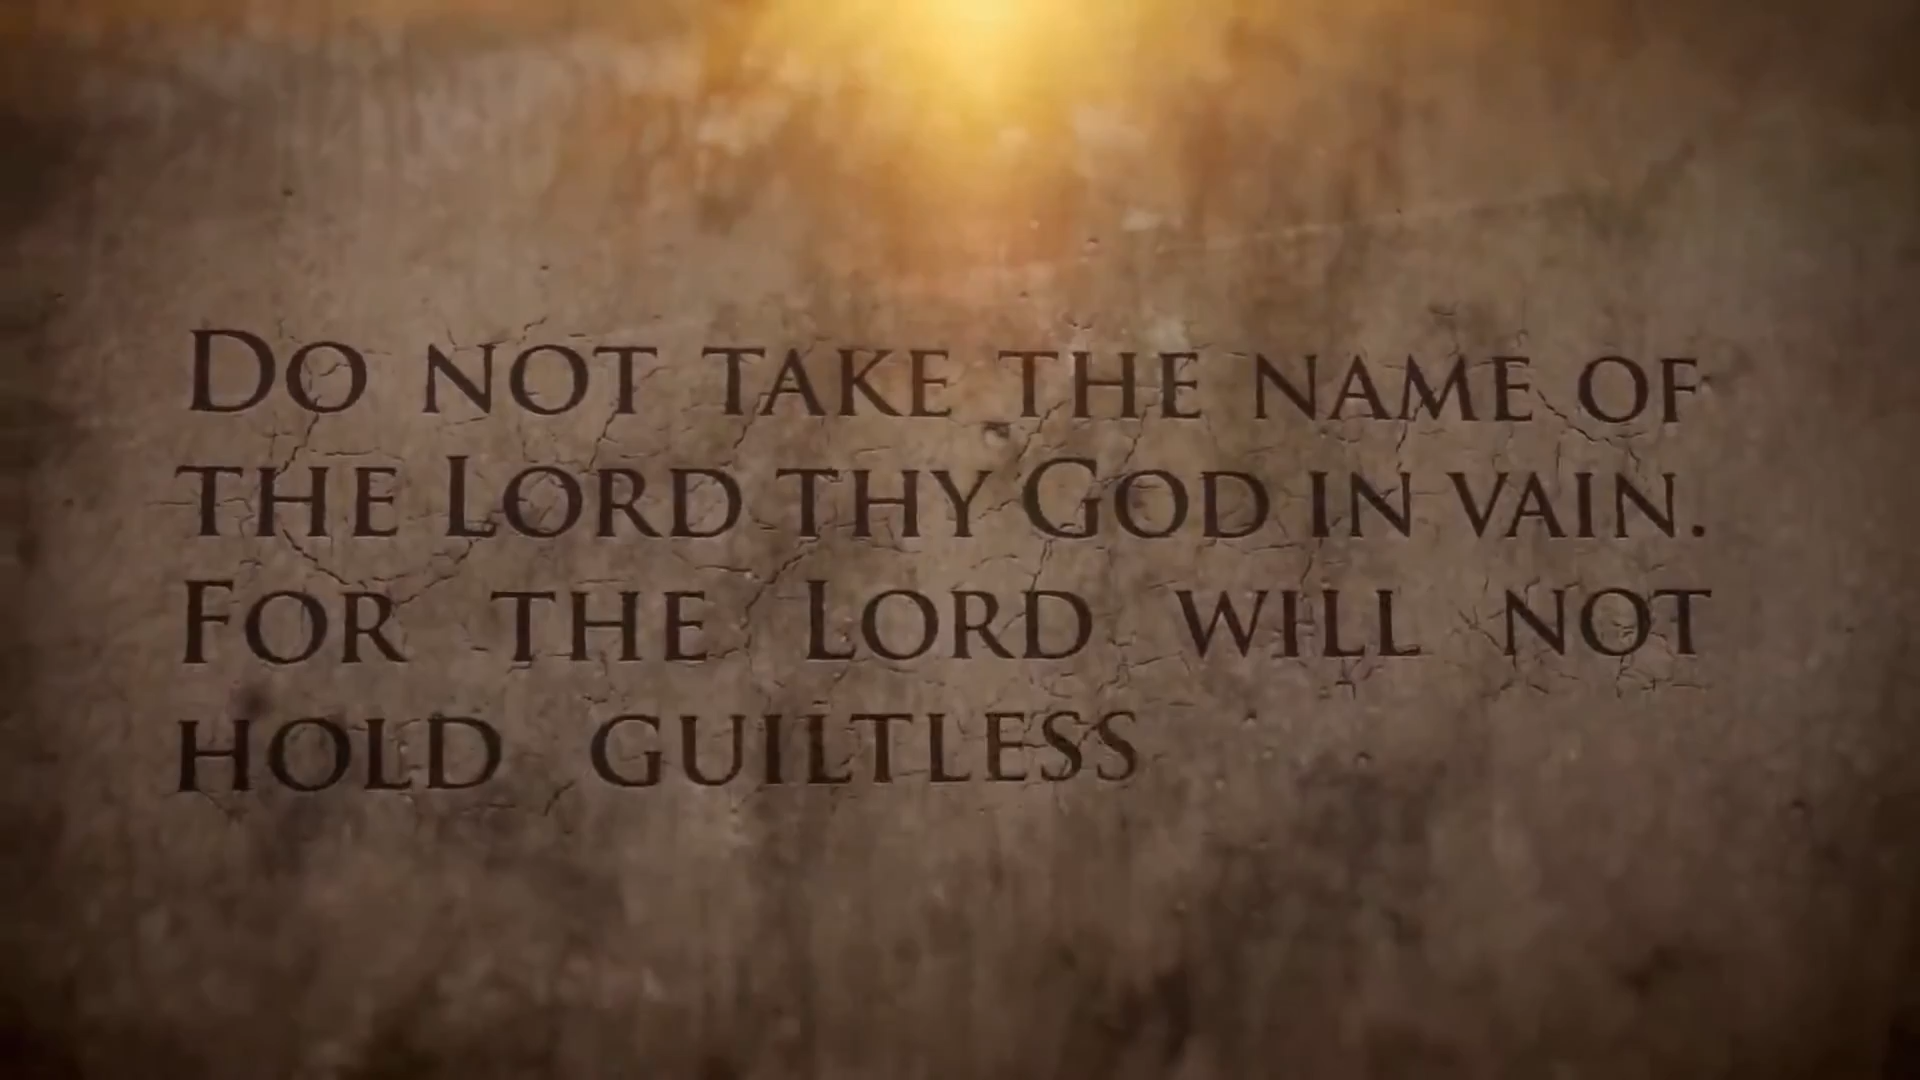 Do not take the name of
the Lord thy God in vain.
For the Lord will not
hold guiltless